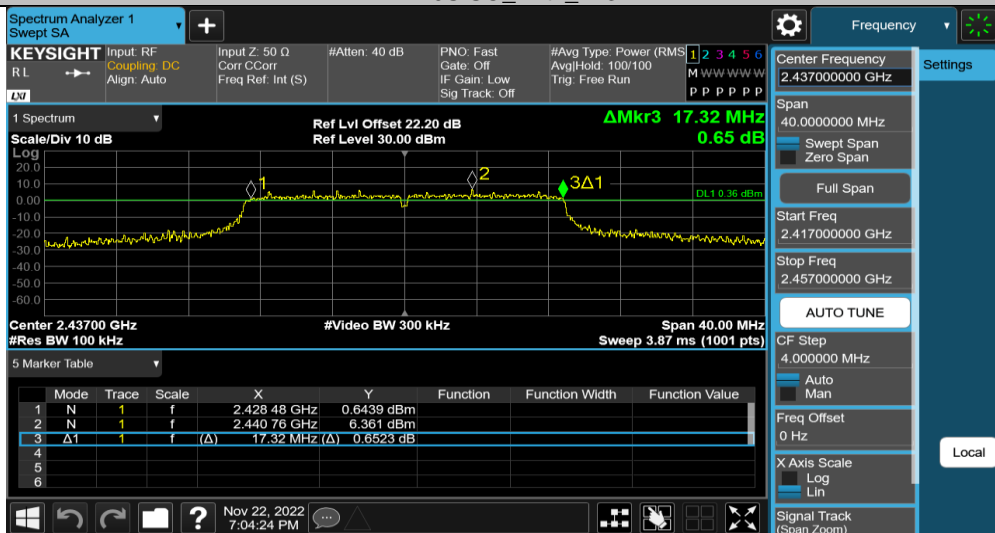 Spectrum Analyzer 1
Swept SA
+
Frequency
KEYSIGHT
RL
LXI
Input: RF
Coupling: DC
Align: Auto
Input Z: 50 Ω
Corr CCorr
Freq Ref: Int (S)
#Atten: 40 dB
PNO: Fast
Gate: Off
IF Gain: Low
Sig Track: Off
#Avg Type: Power (RMS
Avg|Hold: 100/100
Trig: Free Run
1 2 3 4 5 6
M W W W W W
P P P P P P
1 Spectrum
Scale/Div 10 dB
Ref Lvl Offset 22.20 dB
Ref Level 30.00 dBm
ΔMkr3 17.32 MHz
0.65 dB
Log
20.0
10.0
0.00
-10.0
-20.0
-30.0
-40.0
-50.0
-60.0
1
2
3Δ1
DL1 0.36 dBm
Center 2.43700 GHz
#Video BW 300 kHz
Span 40.00 MHz
#Res BW 100 kHz
Sweep 3.87 ms (1001 pts)
5 Marker Table
Mode Trace Scale X Y Function Function Width Function Value
1 N 1 f 2.428 48 GHz 0.6439 dBm
2 N 1 f 2.440 76 GHz 6.361 dBm
3 Δ1 1 f (Δ) 17.32 MHz (Δ) 0.6523 dB
4
5
6
?
Nov 22, 2022
7:04:24 PM
Center Frequency
2.437000000 GHz
Span
40.0000000 MHz
Swept Span
Zero Span
Full Span
Start Freq
2.417000000 GHz
Stop Freq
2.457000000 GHz
AUTO TUNE
CF Step
4.000000 MHz
Auto
Man
Freq Offset
0 Hz
X Axis Scale
Log
Lin
Signal Track
(Span Zoom)
Settings
Local